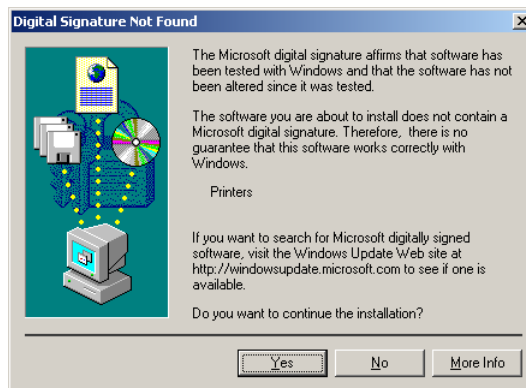 Digital Signature Not Found
The Microsoft digital signature affirms that software has
been tested with Windows and that the software has not
been altered since it was tested.
The software you are about to install does not contain a
Microsoft digital signature. Therefore, there is no
guarantee that this software works correctly with
Windows.
Printers
If you want to search for Microsoft digitally signed
software, visit the Windows Update Web site at
http://windowsupdate.microsoft.com to see if one is
available.
Do you want to continue the installation?
Yes
No
More Info